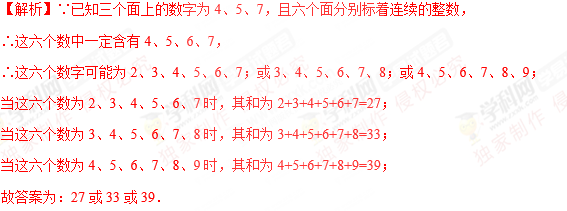 【解析】∵已知三个面上的数字为 4、5、7，且六个面分别标着连续的整数，
∴这六个数中一定含有 4、5、6、7，
∴这六个数字可能为 2、3、4、5、6、7；或 3、4、5、6、7、8；或 4、5、6、7、8、9；
当这六个数为 2、3、4、5、6、7 时，其和为 2+3+4+5+6+7=27；
当这六个数为 3、4、5、6、7、8 时，其和为 3+4+5+6+7+8=33；
当这六个数为 4、5、6、7、8、9 时，其和为 4+5+6+7+8+9=39；
故答案为：27 或 33 或 39．